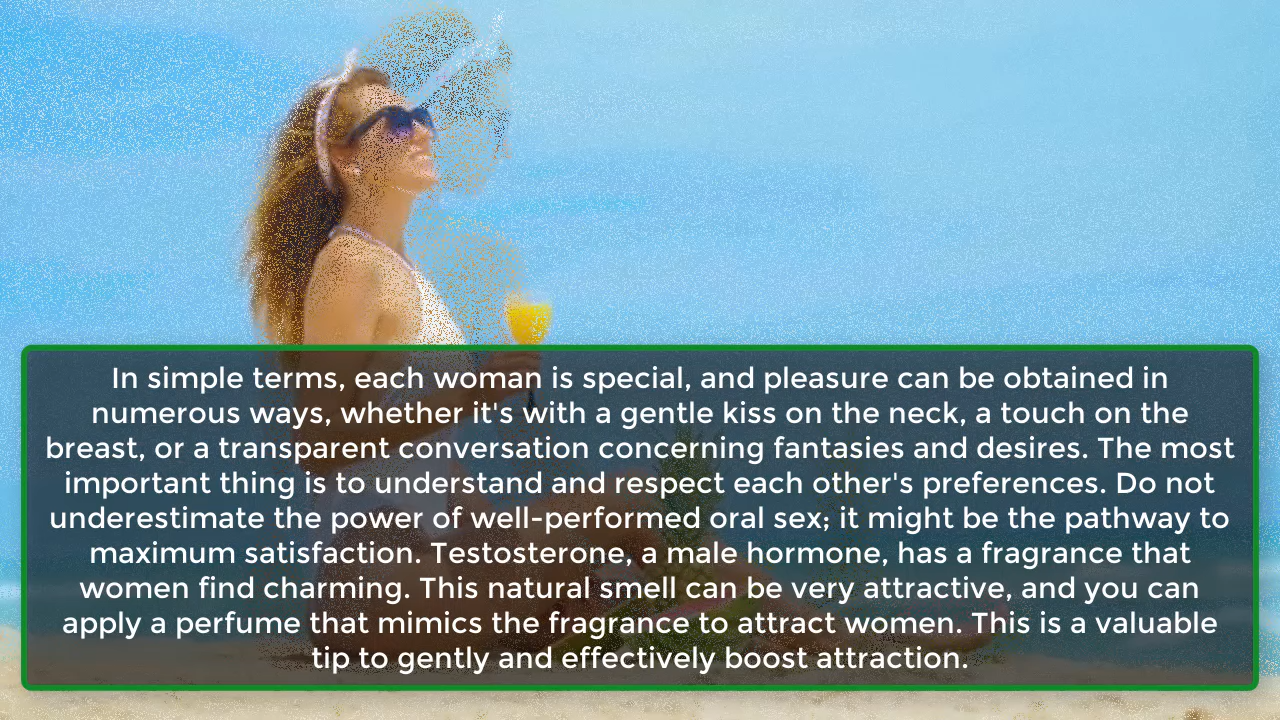 In simple terms, each woman is special, and pleasure can be obtained in
numerous ways, whether it's with a gentle kiss on the neck, a touch on the
breast, or a transparent conversation concerning fantasies and desires. The most
important thing is to understand and respect each other's preferences. Do not
underestimate the power of well-performed oral sex; it might be the pathway to
maximum satisfaction. Testosterone, a male hormone, has a fragrance that
women find charming. This natural smell can be very attractive, and you can
apply a perfume that mimics the fragrance to attract women. This is a valuable
tip to gently and effectively boost attraction.